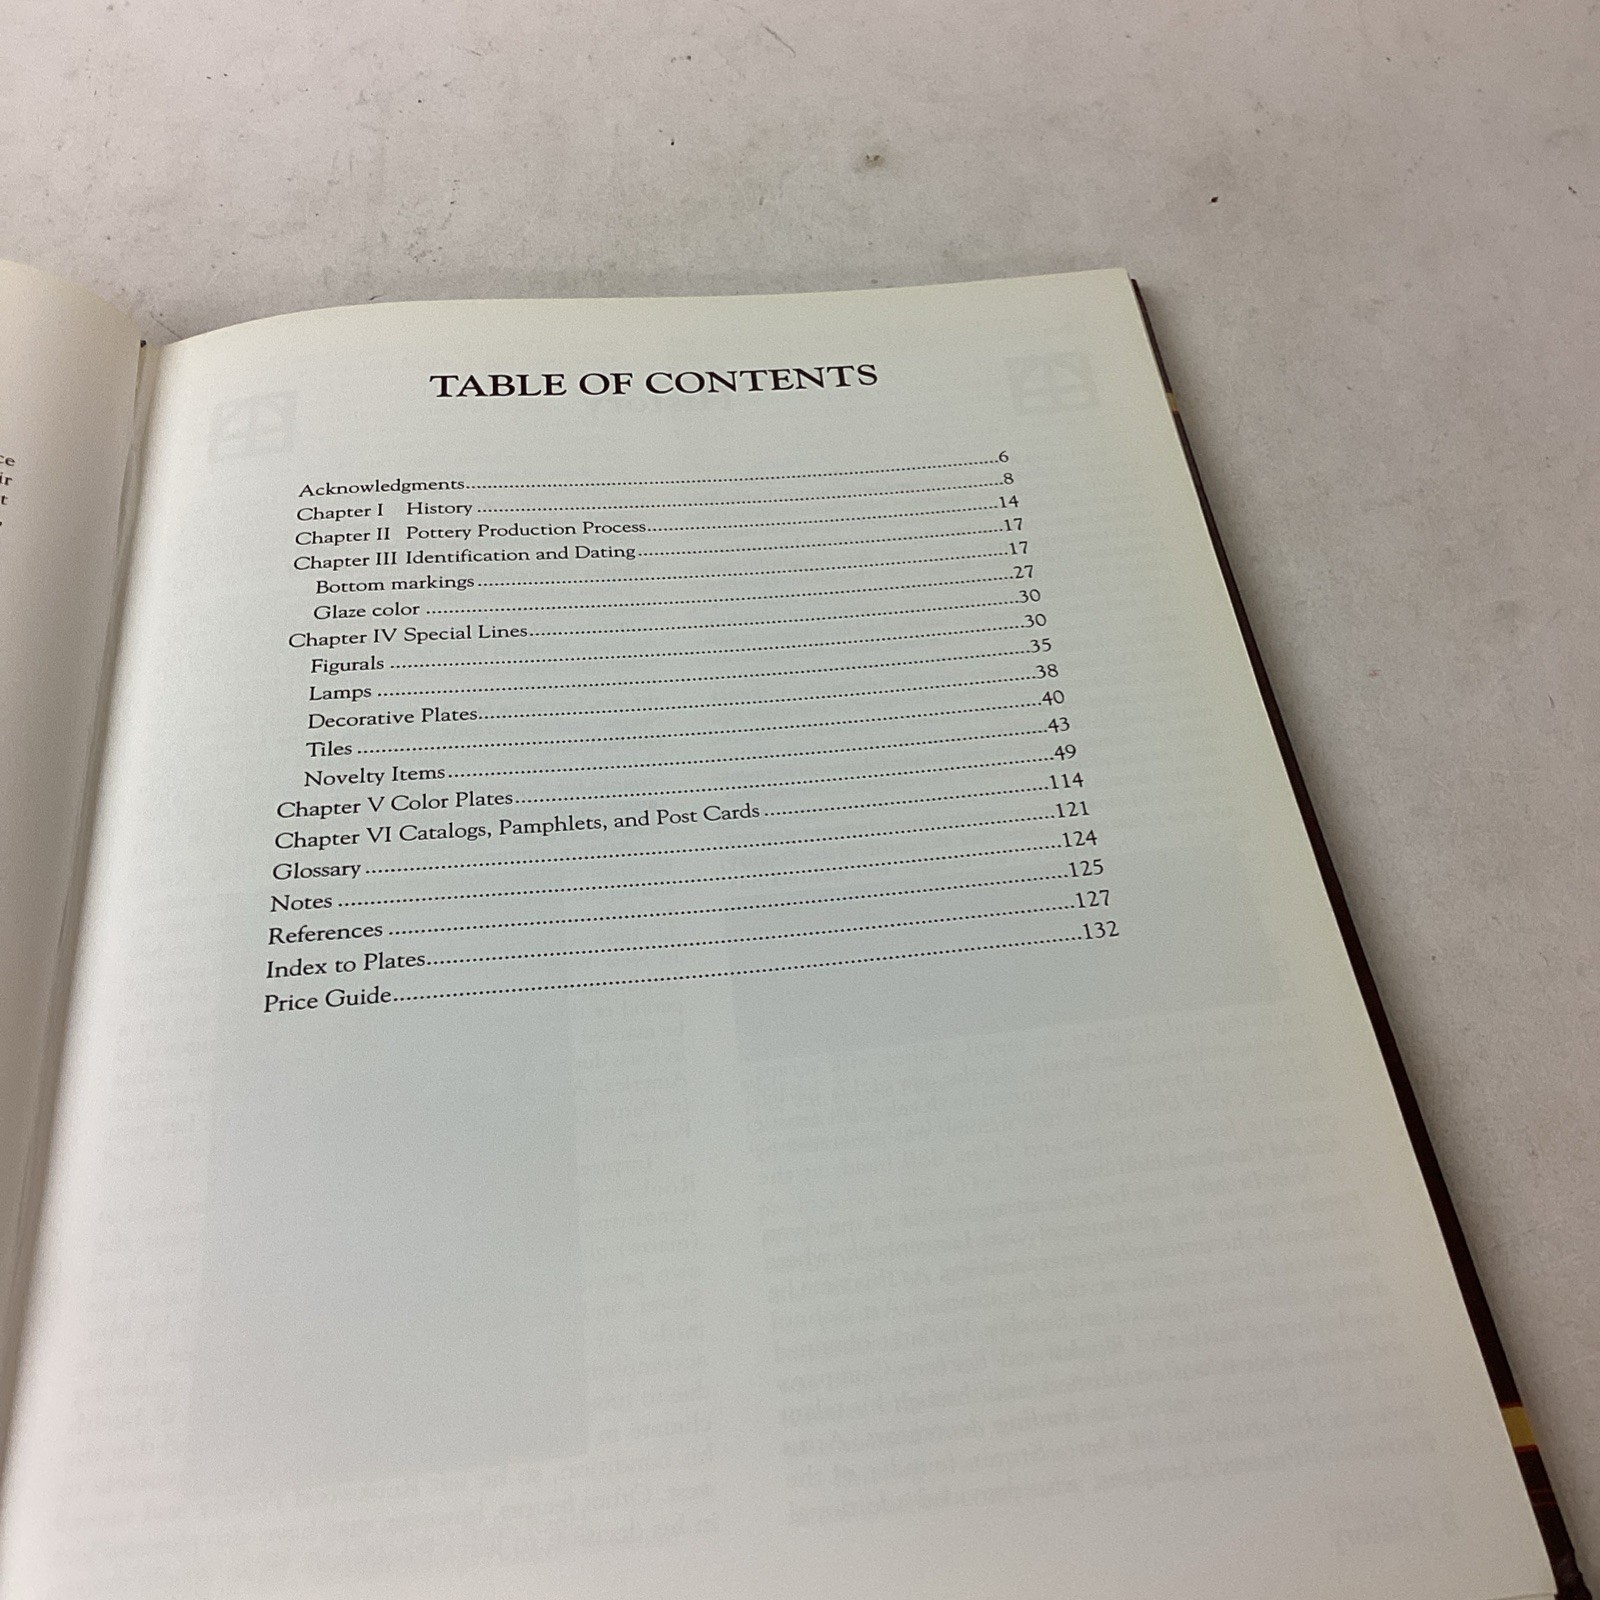 ce
ir
t
TABLE OF CONTENTS
Acknowledgments........6
Chapter I History........8
Chapter II Pottery Production Process........14
Chapter III Identification and Dating........17
Bottom markings........17
Glaze color........27
Chapter IV Special Lines........30
Figurals........30
Lamps........35
Decorative Plates........38
Tiles........40
Novelty Items........43
Chapter V Color Plates........49
Chapter VI Catalogs, Pamphlets, and Post Cards........114
Glossary........121
Notes........124
References........125
Index to Plates........127
Price Guide........132